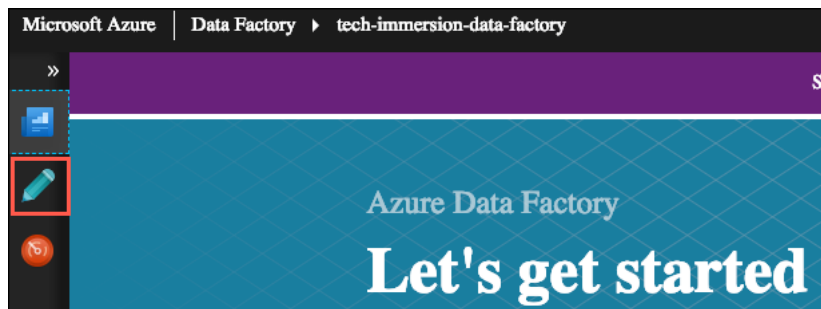 Microsoft Azure Data Factory tech-immersion-data-factory
Azure Data Factory
Let's get started